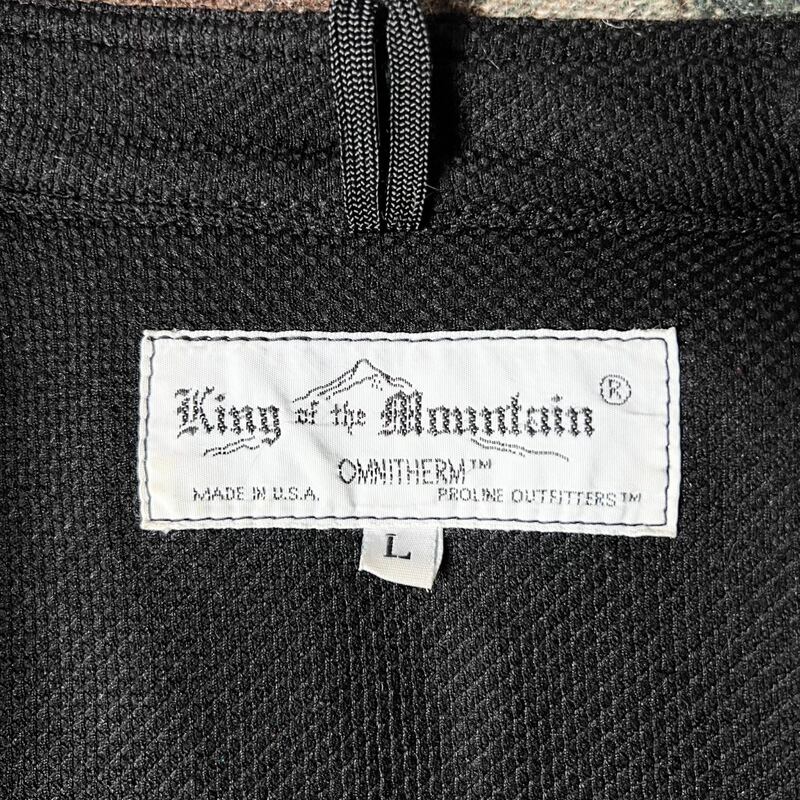 King of the Mountain ®
OMNITHERM™
MADE IN U.S.A. PROLINE OUTFITTERS™
L